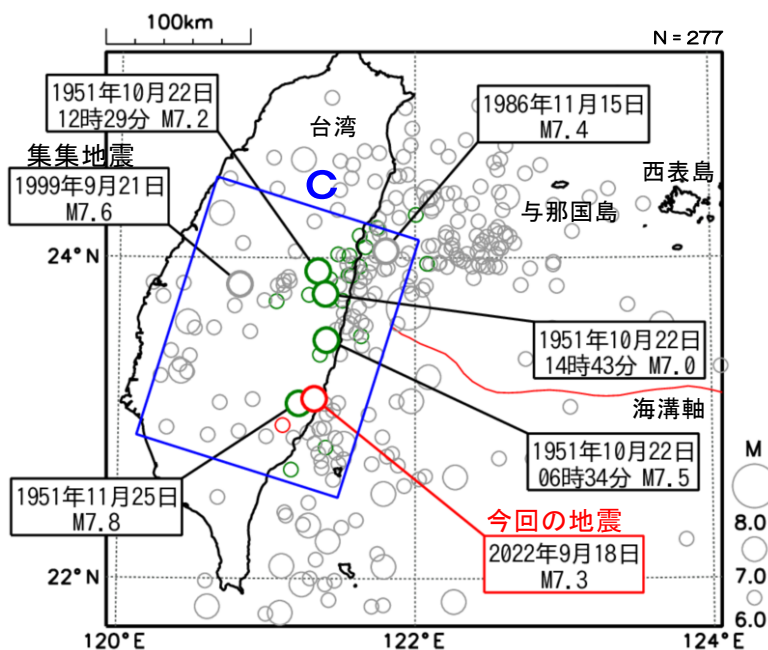 100km
N = 277
1951年10月22日
12時29分 M7.2
1986年11月15日
M7.4
台湾
集集地震
1999年9月21日
M7.6
C
西表島
与那国島
24°N
1951年10月22日
14時43分 M7.0
海溝軸
1951年10月22日
06時34分 M7.5
M
1951年11月25日
M7.8
今回の地震
2022年9月18日
M7.3
8.0
7.0
6.0
22°N
120°E
122°E
124°E